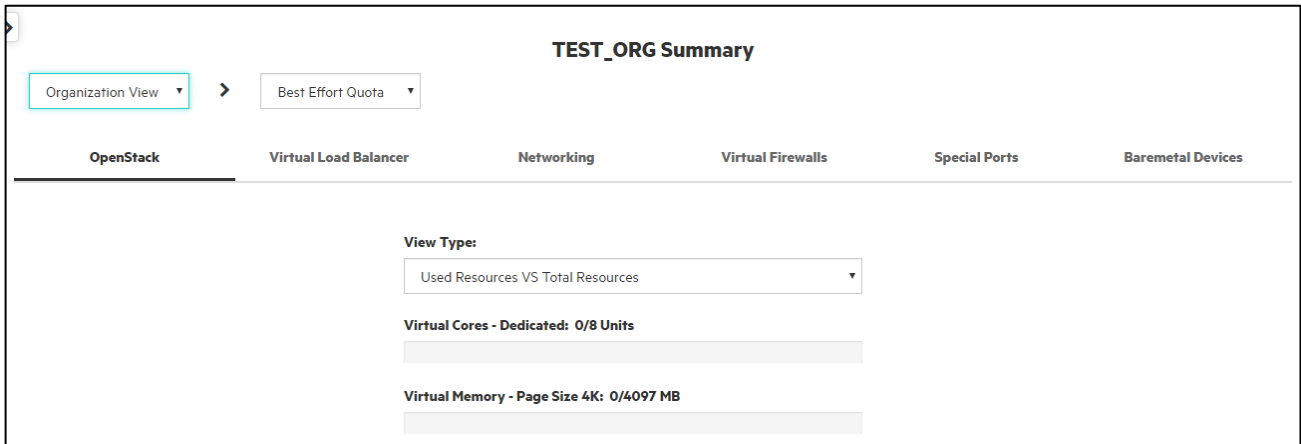 TEST_ORG Summary
Organization View
Best Effort Quota
OpenStack
Virtual Load Balancer
Networking
Virtual Firewalls
Special Ports
Baremetal Devices
View Type:
Used Resources VS Total Resources
Virtual Cores - Dedicated: 0/8 Units
Virtual Memory - Page Size 4K: 0/4097 MB